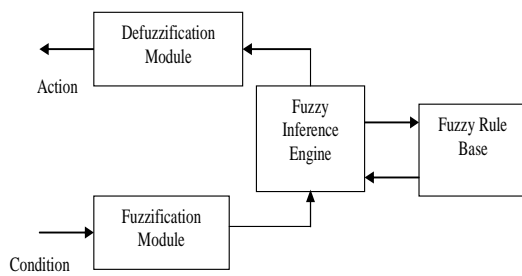 Defuzzification
Module
Action
Fuzzy
Inference
Engine
Fuzzy Rule
Base
Fuzzification
Module
Condition